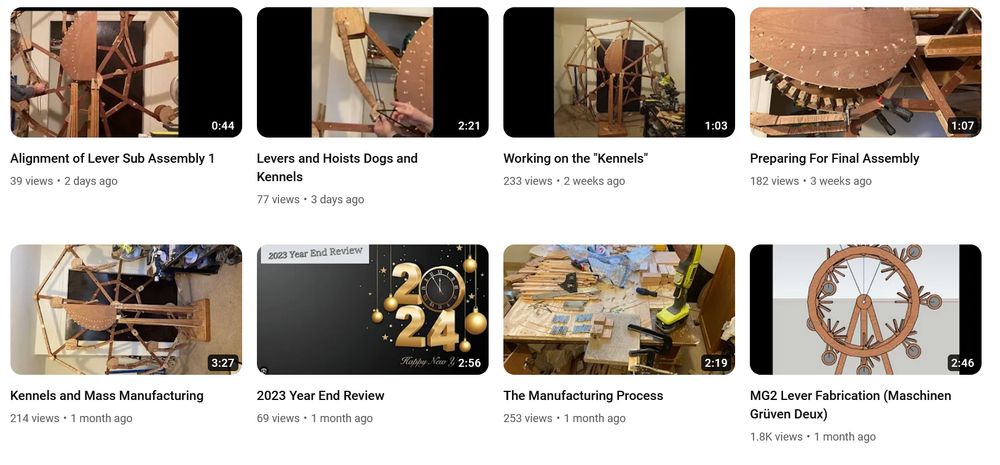 0:44
2:21
1:03
1:07
Alignment of Lever Sub Assembly 1
Levers and Hoists Dogs and
Kennels
Working on the "Kennels"
Preparing For Final Assembly
39 views • 2 days ago
77 views • 3 days ago
233 views • 2 weeks ago
182 views • 3 weeks ago
2023 Year End Review
2024
Happy New Y
3:27
2:56
2:19
2:46
Kennels and Mass Manufacturing
2023 Year End Review
The Manufacturing Process
MG2 Lever Fabrication (Maschinen
Grüven Deux)
214 views • 1 month ago
69 views • 1 month ago
253 views • 1 month ago
1.8K views • 1 month ago